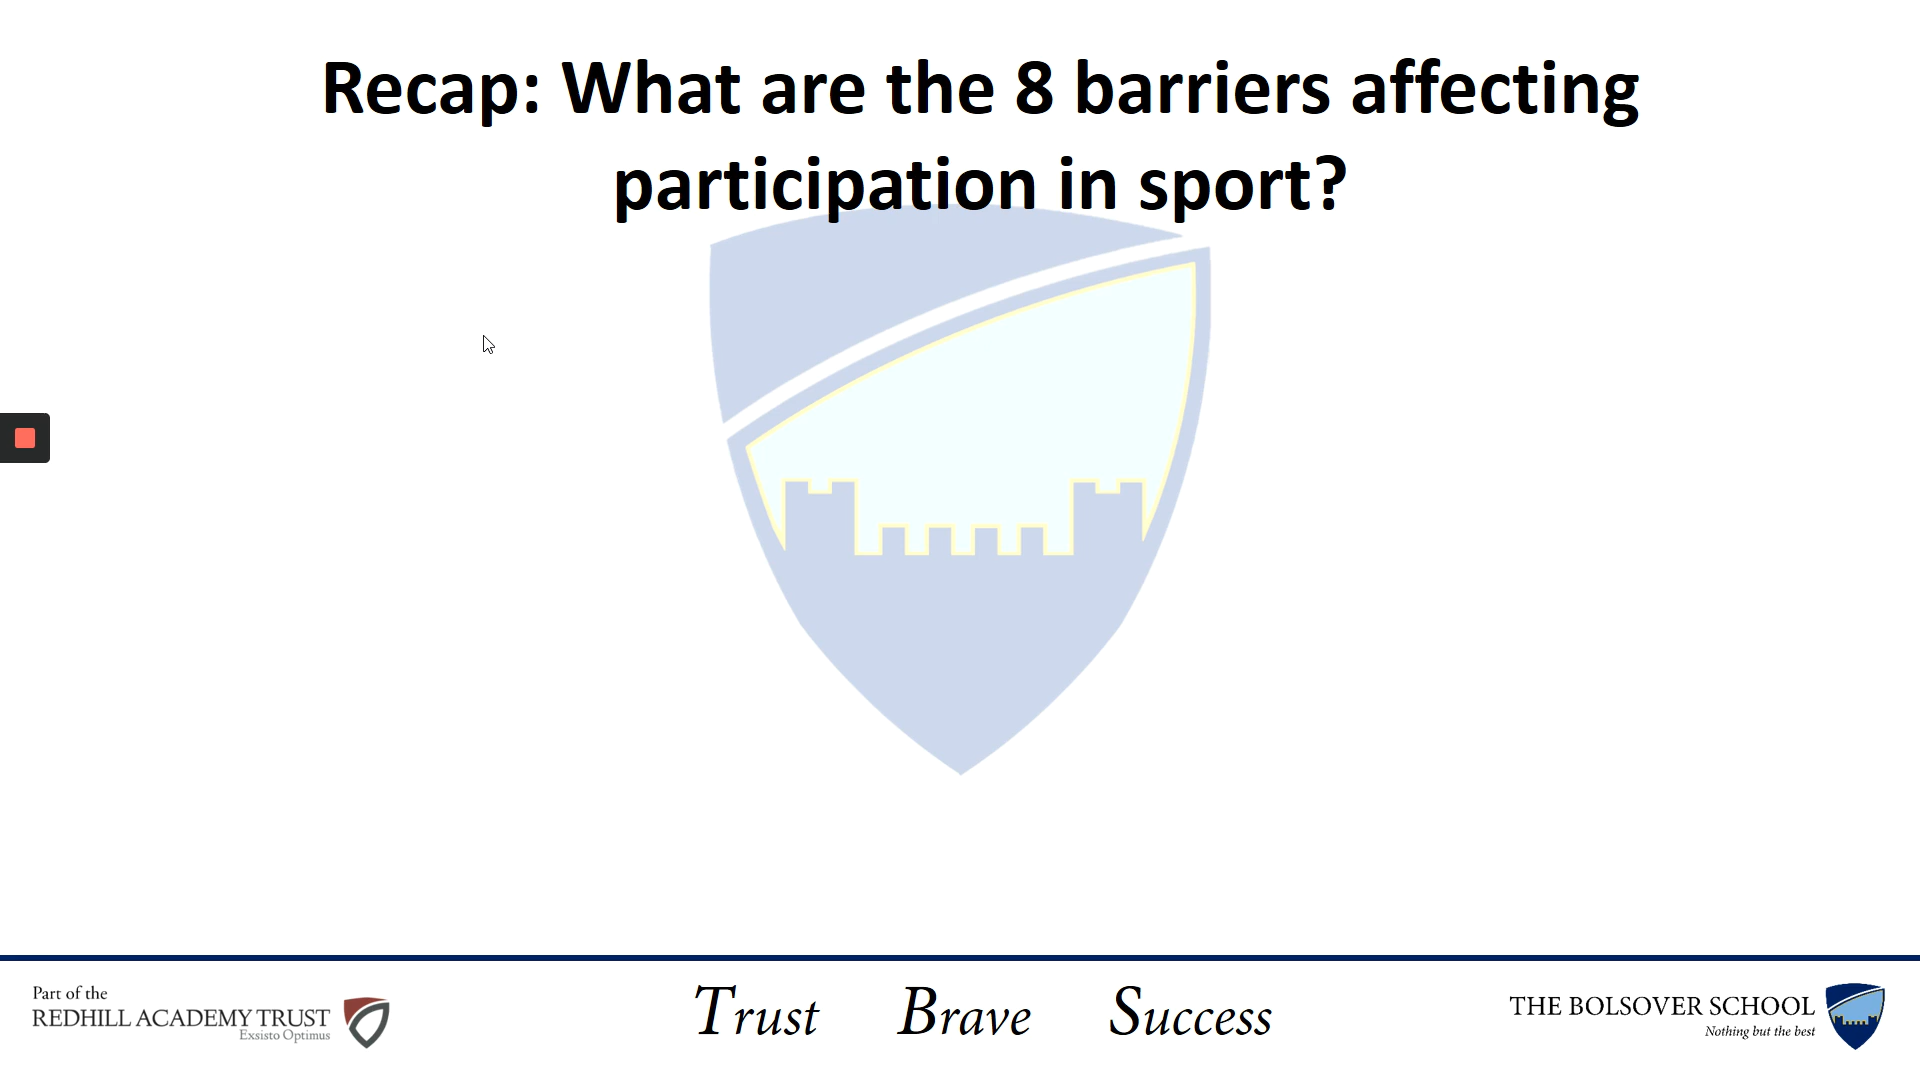 Recap: What are the 8 barriers affecting
participation in sport?
Part of the
REDHILL ACADEMY TRUST
Exsisto Optimus
Trust Brave Success
THE BOLSOVER SCHOOL
Nothing but the best